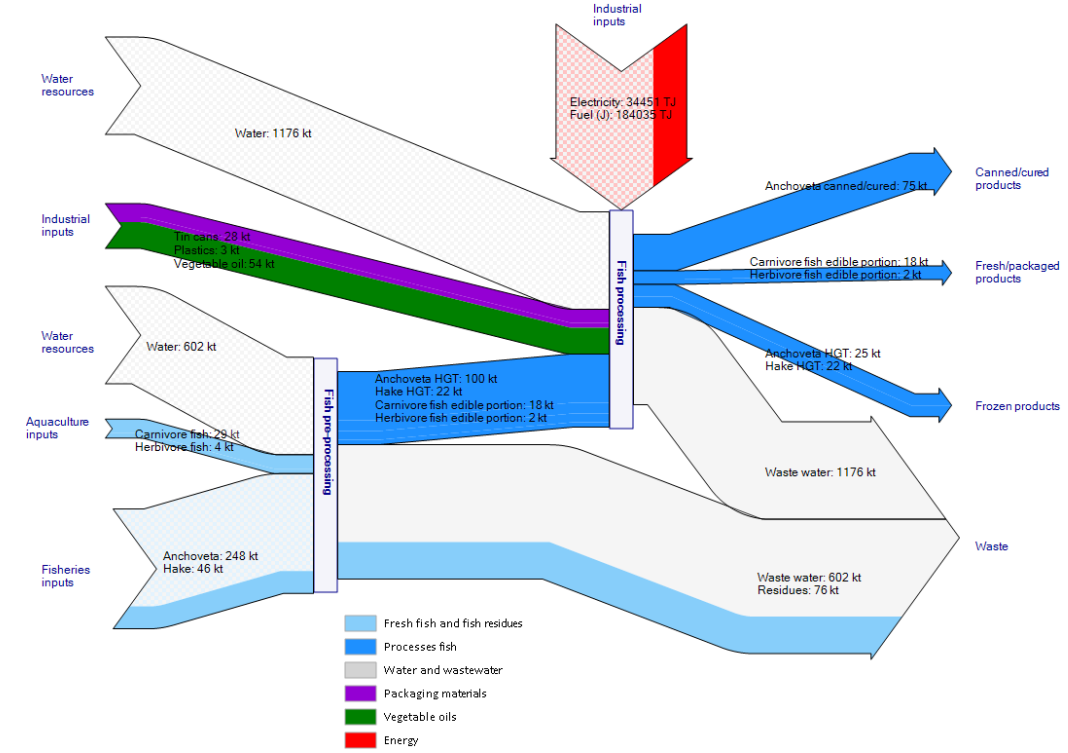 Industrial
inputs
Water
resources
Electricity: 34451 TJ
Fuel (J): 184035 TJ
Water: 1176 kt
Canned/cured
products
Anchoveta canned/cured: 75 kt
Industrial
inputs
Tin cans: 28 kt
Plastics: 3 kt
Vegetable oil: 54 kt
Fish processing
Carnivore fish edible portion: 18 kt
Herbivore fish edible portion: 2 kt
Fresh/packaged
products
Water
resources
Water: 602 kt
Anchoveta HGT: 25 kt
Hake HGT: 22 kt
Anchoveta HGT: 100 kt
Hake HGT: 22 kt
Carnivore fish edible portion: 18 kt
Herbivore fish edible portion: 2 kt
Frozen products
Aquaculture
inputs
Carnivore fish: 29 kt
Herbivore fish: 4 kt
Fish pre-processing
Waste water: 1176 kt
Fisheries
inputs
Anchoveta: 248 kt
Hake: 46 kt
Waste
Waste water: 602 kt
Residues: 76 kt
Fresh fish and fish residues
Processes fish
Water and wastewater
Packaging materials
Vegetable oils
Energy